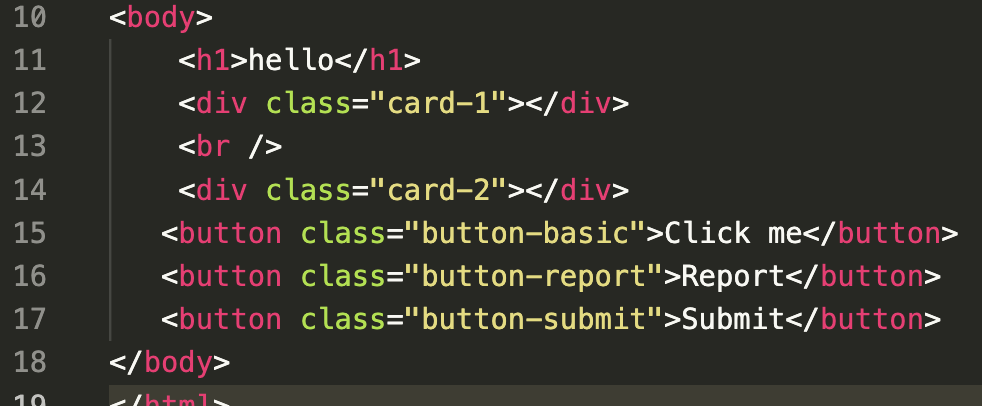 10 <body>
11 <h1>hello</h1>
12 <div class="card-1"></div>
13 <br />
14 <div class="card-2"></div>
15 <button class="button-basic">Click me</button>
16 <button class="button-report">Report</button>
17 <button class="button-submit">Submit</button>
18 </body>
19 </html>